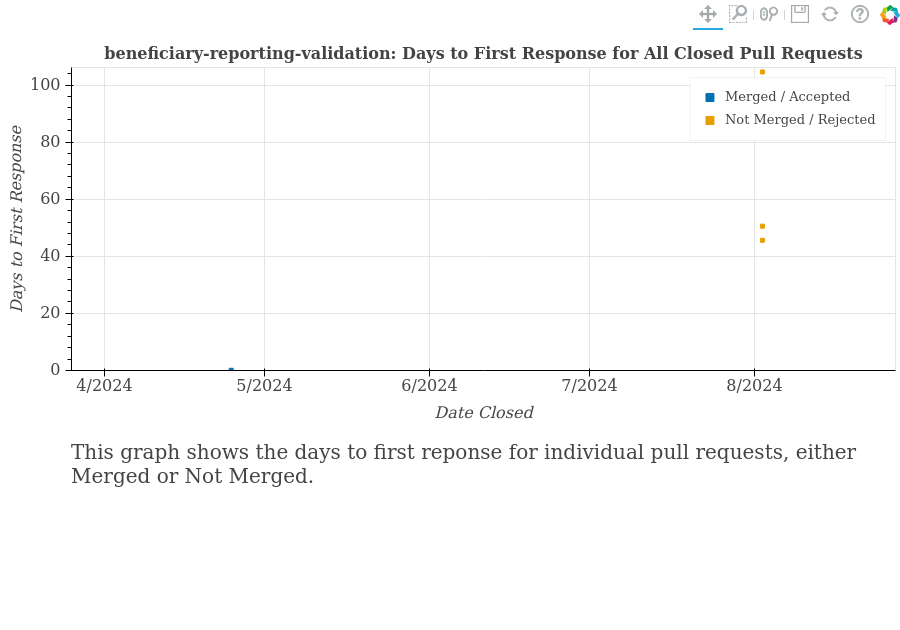 beneficiary-reporting-validation: Days to First Response for All Closed Pull Requests
Merged / Accepted
Not Merged / Rejected
Days to First Response
100
80
60
40
20
0
4/2024 5/2024 6/2024 7/2024 8/2024
Date Closed
This graph shows the days to first reponse for individual pull requests, either
Merged or Not Merged.